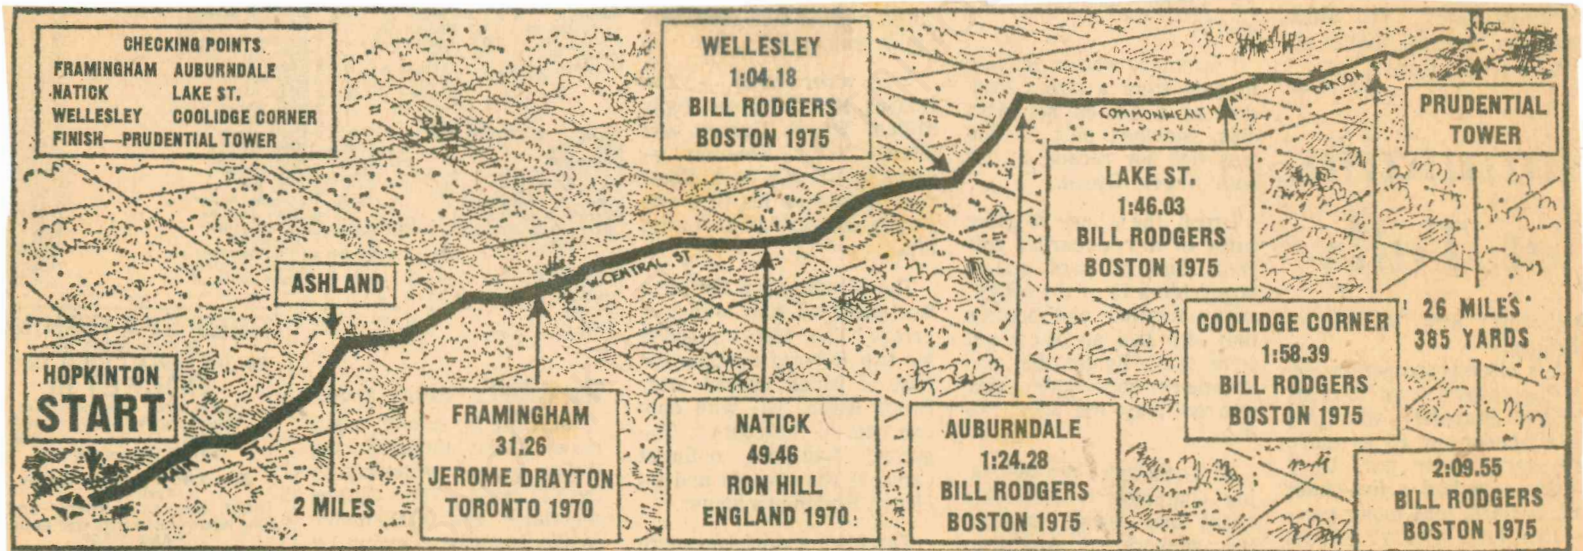 CHECKING POINTS
FRAMINGHAM AUBURNDALE
NATICK LAKE ST.
WELLESLEY COOLIDGE CORNER
FINISH—PRUDENTIAL TOWER
WELLESLEY
1:04.18
BILL RODGERS
BOSTON 1975
COMMONWEALTH
BEACON ST
PRUDENTIAL
TOWER
LAKE ST.
1:46.03
BILL RODGERS
BOSTON 1975
ASHLAND
W. CENTRAL ST
COOLIDGE CORNER
1:58.39
BILL RODGERS
BOSTON 1975
26 MILES
385 YARDS
HOPKINTON
START
MAIN ST.
2 MILES
FRAMINGHAM
31.26
JEROME DRAYTON
TORONTO 1970
NATICK
49.46
RON HILL
ENGLAND 1970
AUBURNDALE
1:24.28
BILL RODGERS
BOSTON 1975
2:09.55
BILL RODGERS
BOSTON 1975